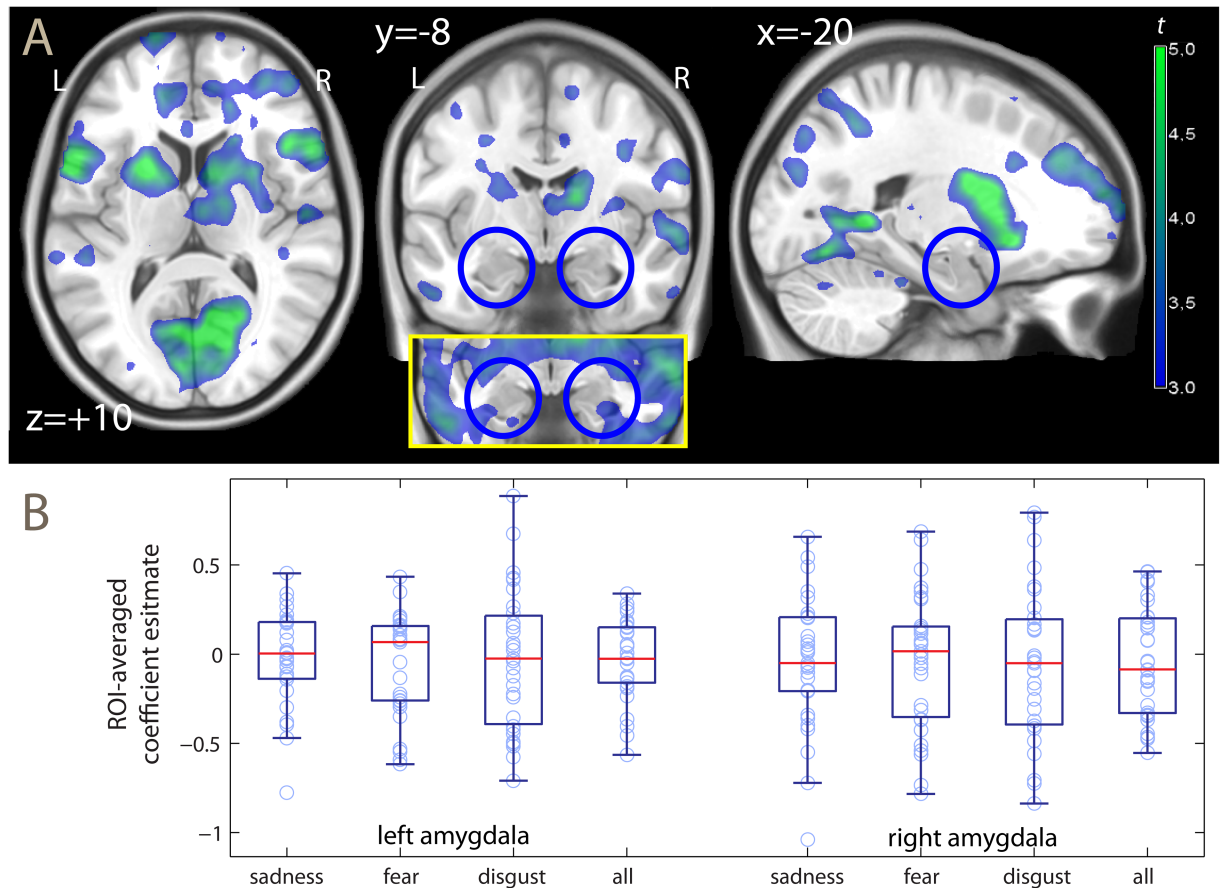 A
L
R
z=+10
y=-8
L
R
x=-20
t
5,0
4,5
4,0
3,5
3.0
B
ROI-averaged
coefficient esitmate
0.5
0
−0.5
−1
left amygdala
right amygdala
sadness fear disgust all sadness fear disgust all